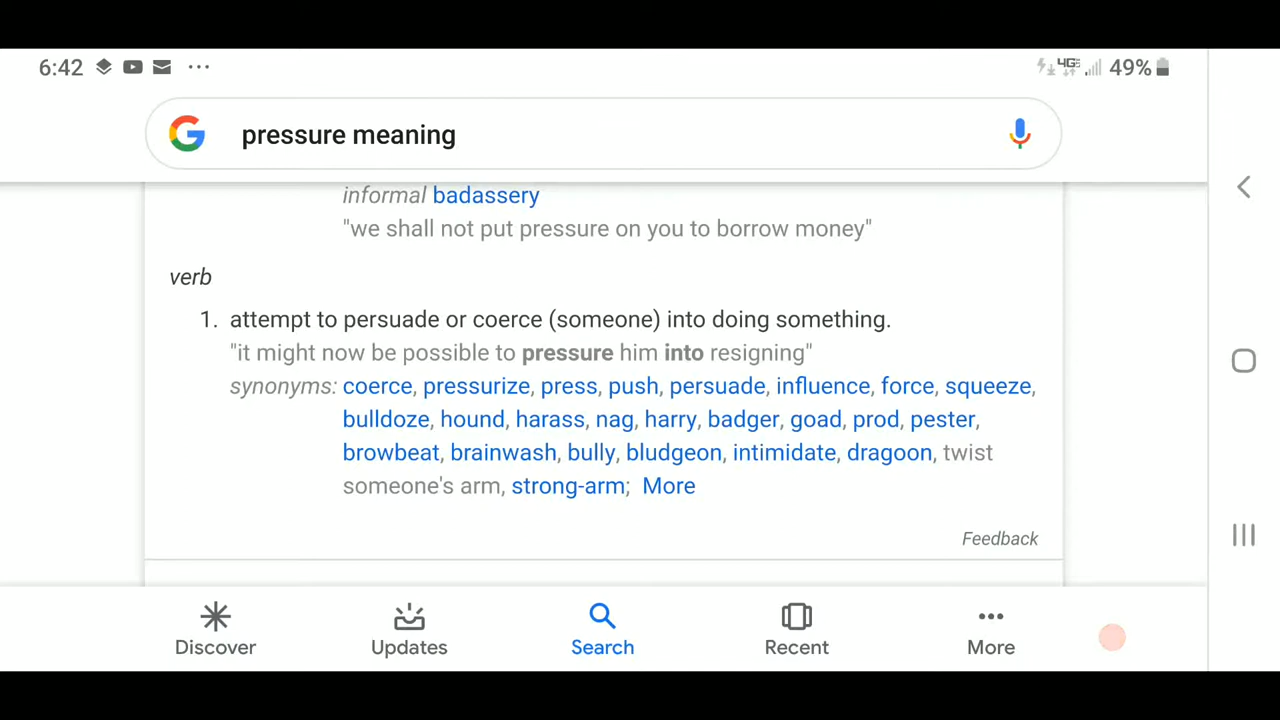 6:42 ... 4GE 49%
pressure meaning
informal badassery
"we shall not put pressure on you to borrow money"
verb
1. attempt to persuade or coerce (someone) into doing something.
"it might now be possible to pressure him into resigning"
synonyms: coerce, pressurize, press, push, persuade, influence, force, squeeze,
bulldoze, hound, harass, nag, harry, badger, goad, prod, pester,
browbeat, brainwash, bully, bludgeon, intimidate, dragoon, twist
someone's arm, strong-arm; More
Feedback
Discover Updates Search Recent More